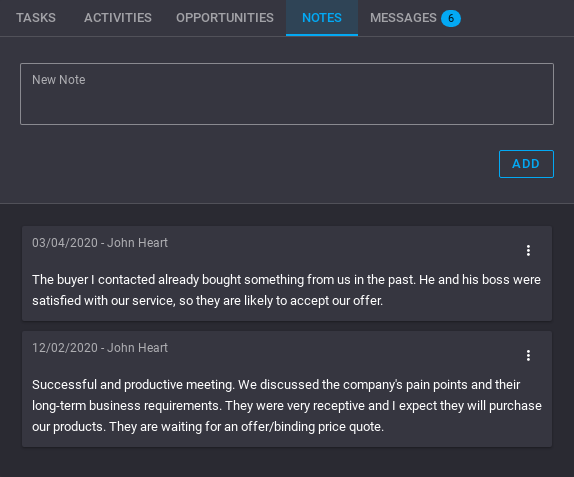 TASKS ACTIVITIES OPPORTUNITIES NOTES MESSAGES 6
New Note
ADD
03/04/2020 - John Heart
The buyer I contacted already bought something from us in the past. He and his boss were
satisfied with our service, so they are likely to accept our offer.
12/02/2020 - John Heart
Successful and productive meeting. We discussed the company's pain points and their
long-term business requirements. They were very receptive and I expect they will purchase
our products. They are waiting for an offer/binding price quote.